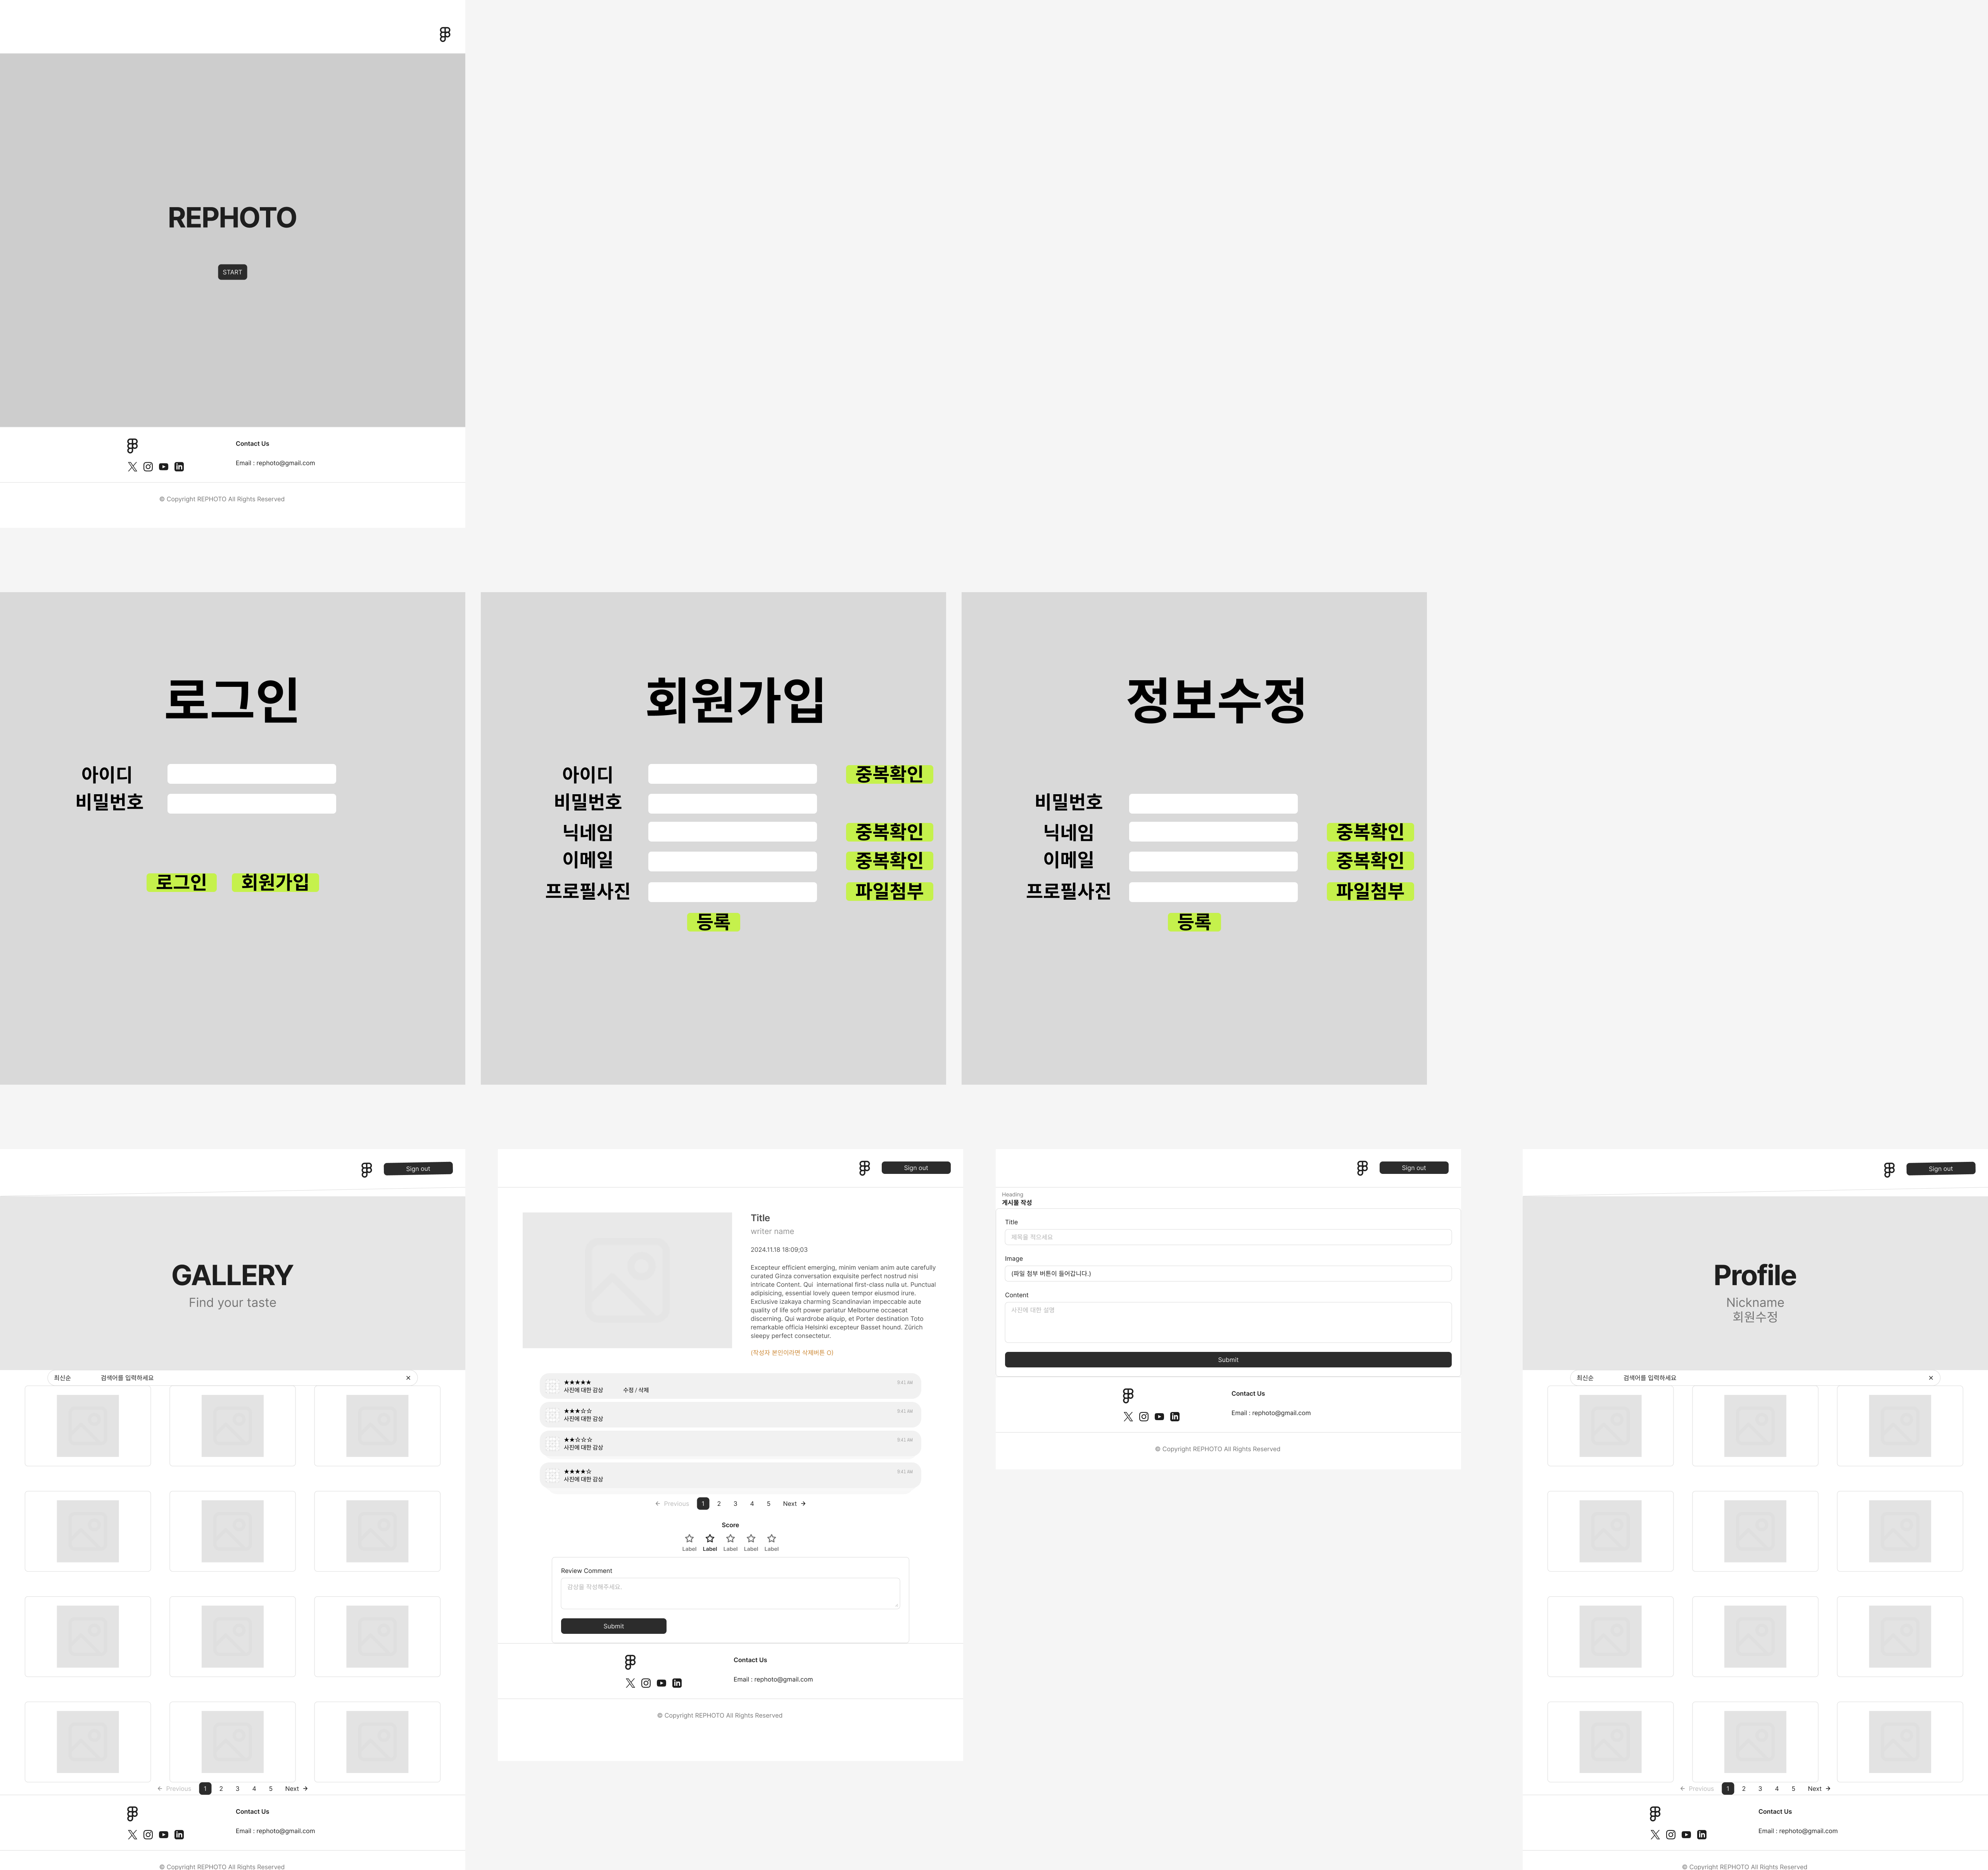 REPHOTO
START
Contact Us
Email : rephoto@gmail.com
© Copyright REPHOTO All Rights Reserved
로그인
아이디
비밀번호
로그인 회원가입
회원가입
아이디 중복확인
비밀번호
닉네임 중복확인
이메일 중복확인
프로필사진 파일첨부
등록
정보수정
비밀번호
닉네임 중복확인
이메일 중복확인
프로필사진 파일첨부
등록
Sign out
GALLERY
Find your taste
최신순 검색어를 입력하세요
Previous 1 2 3 4 5 Next
Contact Us
Email : rephoto@gmail.com
© Copyright REPHOTO All Rights Reserved
Sign out
Title
writer name
2024.11.18 18:09;03
Excepteur efficient emerging, minim veniam anim aute carefully
curated Ginza conversation exquisite perfect nostrud nisi
intricate Content. Qui  international first-class nulla ut. Punctual
adipisicing, essential lovely queen tempor eiusmod irure.
Exclusive izakaya charming Scandinavian impeccable aute
quality of life soft power pariatur Melbourne occaecat
discerning. Qui wardrobe aliquip, et Porter destination Toto
remarkable officia Helsinki excepteur Basset hound. Zürich
sleepy perfect consectetur.
(작성자 본인이라면 삭제버튼 O)
★★★★★ 9:41 AM
사진에 대한 감상 수정 / 삭제
★★★☆☆ 9:41 AM
사진에 대한 감상
★★☆☆☆ 9:41 AM
사진에 대한 감상
★★★★☆ 9:41 AM
사진에 대한 감상
Previous 1 2 3 4 5 Next
Score
Label Label Label Label Label
Review Comment
감상을 작성해주세요.
Submit
Contact Us
Email : rephoto@gmail.com
© Copyright REPHOTO All Rights Reserved
Sign out
Heading
게시물 작성
Title
제목을 적으세요
Image
(파일 첨부 버튼이 들어갑니다.)
Content
사진에 대한 설명
Submit
Contact Us
Email : rephoto@gmail.com
© Copyright REPHOTO All Rights Reserved
Sign out
Profile
Nickname
회원수정
최신순 검색어를 입력하세요
Previous 1 2 3 4 5 Next
Contact Us
Email : rephoto@gmail.com
© Copyright REPHOTO All Rights Reserved